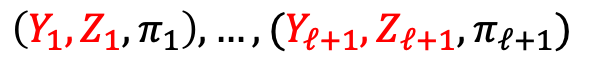 (Y₁, Z₁, π₁), ... , (Yℓ₊₁, Zℓ₊₁, πℓ₊₁)